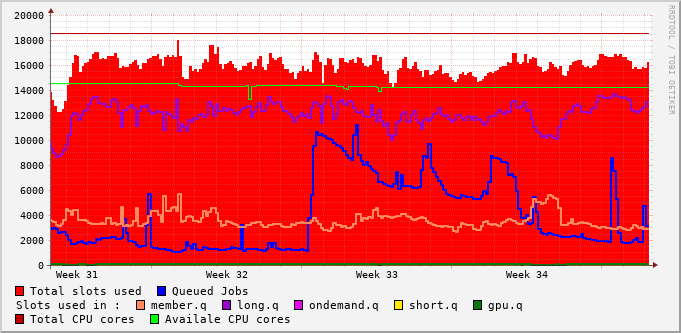 RRDTOOL / TOBI OETIKER
20000
18000
16000
14000
12000
10000
8000
6000
4000
2000
0
Week 31 Week 32 Week 33 Week 34
Total slots used Queued Jobs
Slots used in : member.q long.q ondemand.q short.q gpu.q
Total CPU cores Availale CPU cores